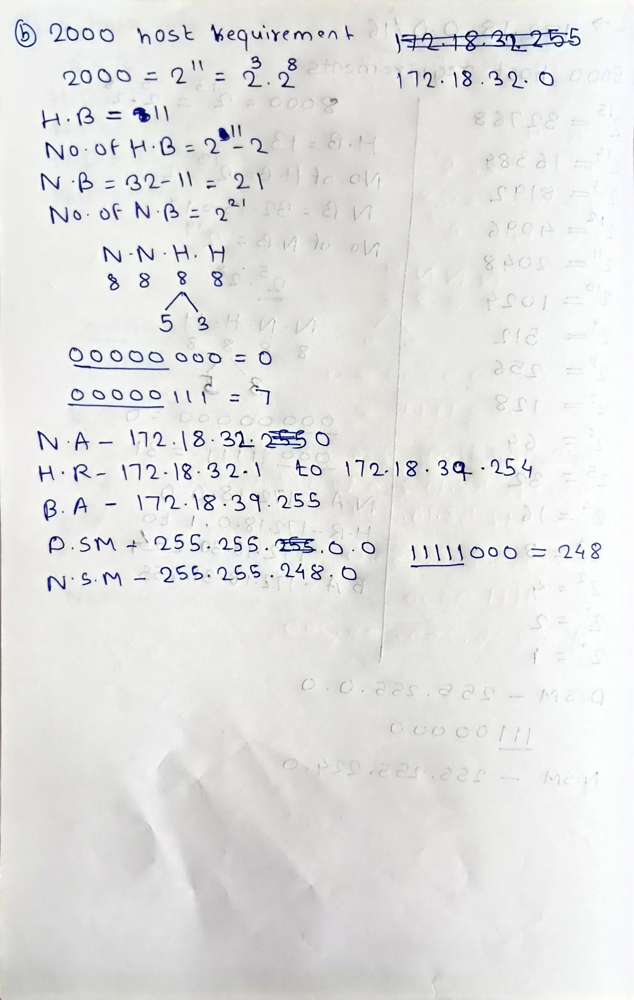 (b) 2000 host requirement
172.18.32.255
2000 = 2^11 = 2^3 . 2^8
172.18.32.0
H.B = 11
No. of H.B = 2^11 - 2
N.B = 32-11 = 21
No. of N.B = 2^21
N.N.H.H
8 8 8 8
5 3
00000 000 = 0
00000 111 = 7
N.A - 172.18.32.255 0
H.R - 172.18.32.1 to 172.18.39.254
B.A - 172.18.39.255
D.SM - 255.255.255.0.0
11111000 = 248
N.S.M - 255.255.248.0